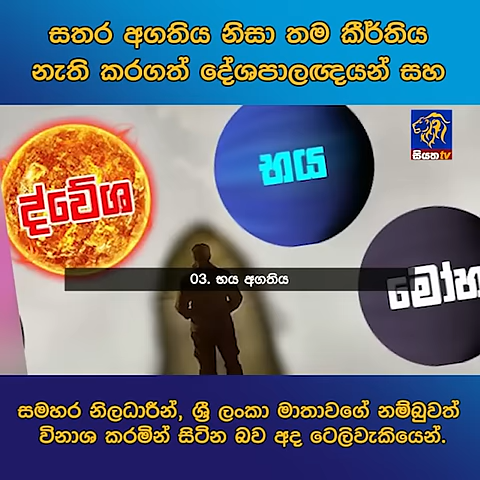 සතර අගතිය නිසා තම කීර්තිය
නැති කරගත් දේශපාලඥයන් සහ
ද්වේශ
භය
සියත tv
මෝහ
03. භය අගතිය
සමහර නිලධාරීන්, ශ්‍රී ලංකා මාතාවගේ නම්බුවත්
විනාශ කරමින් සිටින බව අද ටෙලිවැකියෙන්.